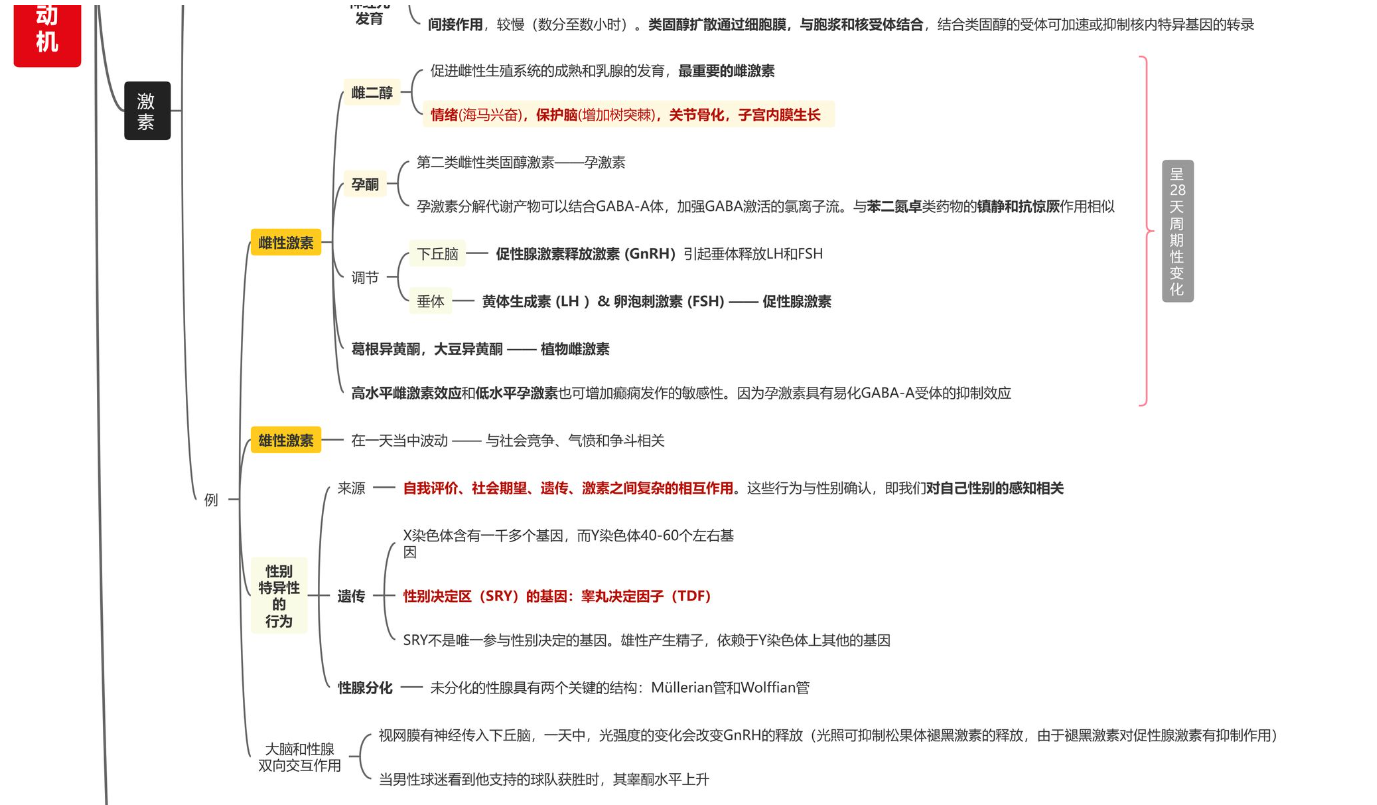 动
机
发育
间接作用，较慢（数分至数小时）。类固醇扩散通过细胞膜，与胞浆和核受体结合，结合类固醇的受体可加速或抑制核内特异基因的转录
激
素
雌二醇
促进雌性生殖系统的成熟和乳腺的发育，最重要的雌激素
情绪(海马兴奋)，保护脑(增加树突棘)，关节骨化，子宫内膜生长
孕酮
第二类雌性类固醇激素——孕激素
孕激素分解代谢产物可以结合GABA-A体，加强GABA激活的氯离子流。与苯二氮卓类药物的镇静和抗惊厥作用相似
呈
28
天
周
期
性
变
化
雌性激素
调节
下丘脑
促性腺激素释放激素 (GnRH）引起垂体释放LH和FSH
垂体
黄体生成素 (LH ）& 卵泡刺激素 (FSH) —— 促性腺激素
葛根异黄酮，大豆异黄酮 —— 植物雌激素
高水平雌激素效应和低水平孕激素也可增加癫痫发作的敏感性。因为孕激素具有易化GABA-A受体的抑制效应
雄性激素
在一天当中波动 —— 与社会竞争、气愤和争斗相关
例
来源
自我评价、社会期望、遗传、激素之间复杂的相互作用。这些行为与性别确认，即我们对自己性别的感知相关
性别
特异性
的
行为
遗传
X染色体含有一千多个基因，而Y染色体40-60个左右基
因
性别决定区（SRY）的基因：睾丸决定因子（TDF）
SRY不是唯一参与性别决定的基因。雄性产生精子，依赖于Y染色体上其他的基因
性腺分化
未分化的性腺具有两个关键的结构：Müllerian管和Wolffian管
大脑和性腺
双向交互作用
视网膜有神经传入下丘脑，一天中，光强度的变化会改变GnRH的释放（光照可抑制松果体褪黑激素的释放，由于褪黑激素对促性腺激素有抑制作用）
当男性球迷看到他支持的球队获胜时，其睾酮水平上升